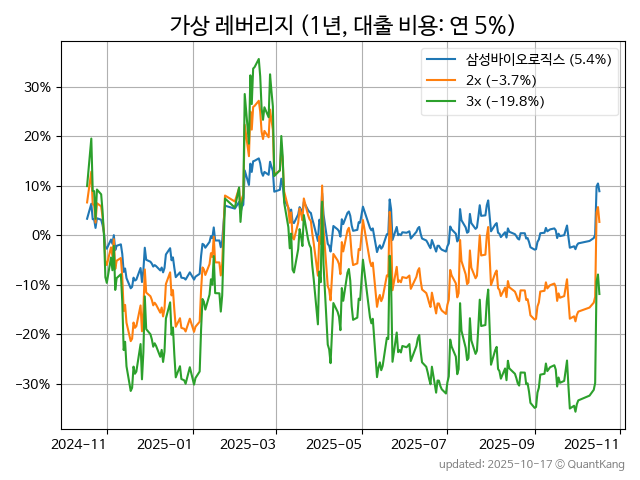 가상 레버리지 (1년, 대출 비용: 연 5%)
삼성바이오로직스 (5.4%)
2x (−3.7%)
3x (−19.8%)
30%
20%
10%
0%
−10%
−20%
−30%
2024-11
2025-01
2025-03
2025-05
2025-07
2025-09
2025-11
updated: 2025-10-17 © QuantKang